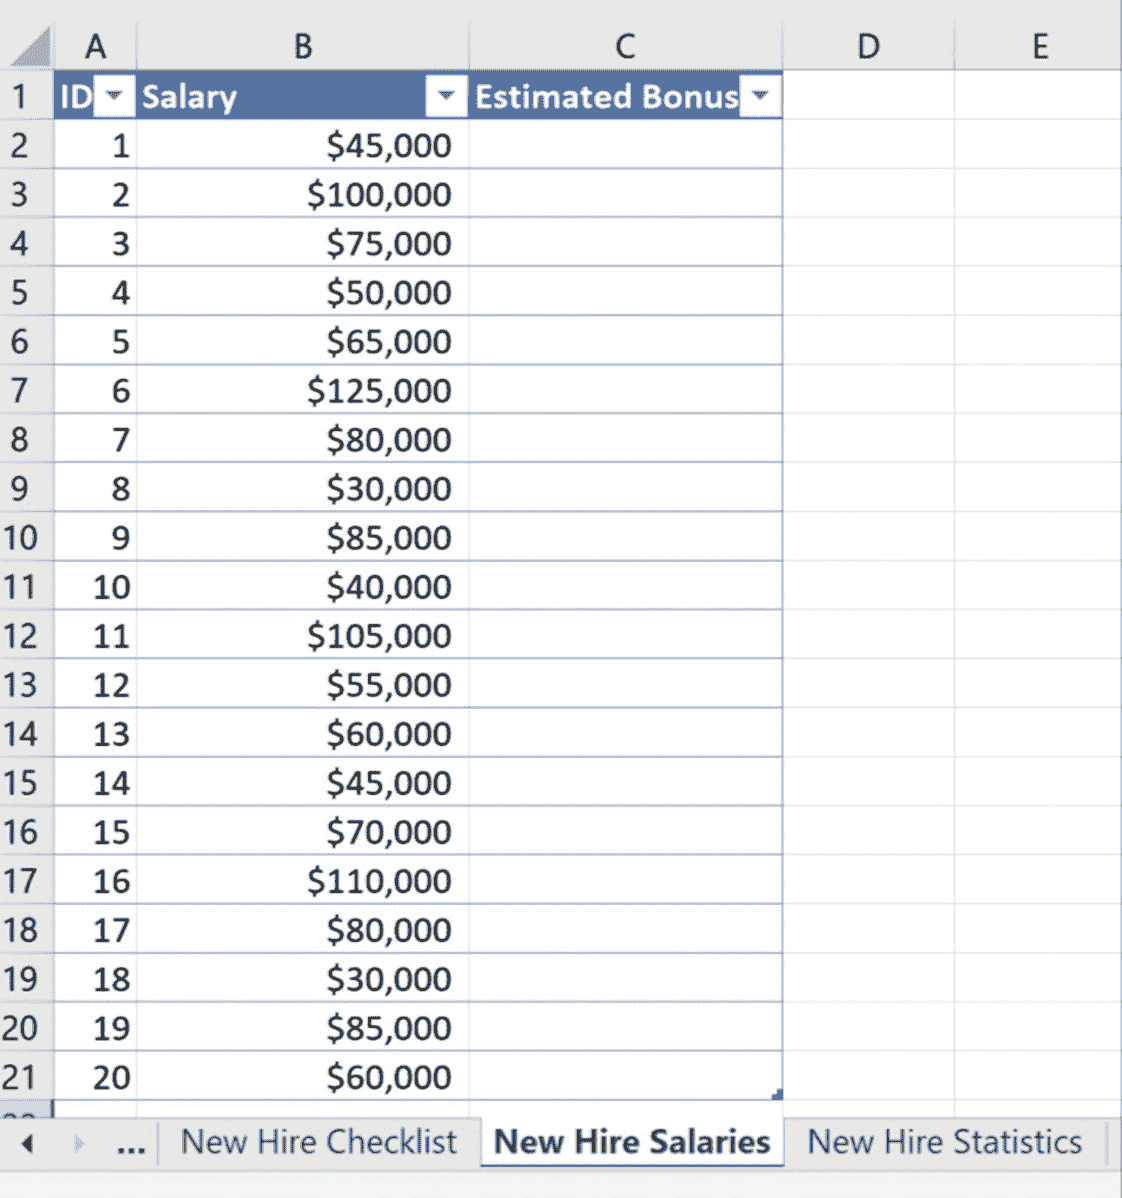 A B C D E
1 ID Salary Estimated Bonus
2 1 $45,000
3 2 $100,000
4 3 $75,000
5 4 $50,000
6 5 $65,000
7 6 $125,000
8 7 $80,000
9 8 $30,000
10 9 $85,000
11 10 $40,000
12 11 $105,000
13 12 $55,000
14 13 $60,000
15 14 $45,000
16 15 $70,000
17 16 $110,000
18 17 $80,000
19 18 $30,000
20 19 $85,000
21 20 $60,000
... New Hire Checklist New Hire Salaries New Hire Statistics